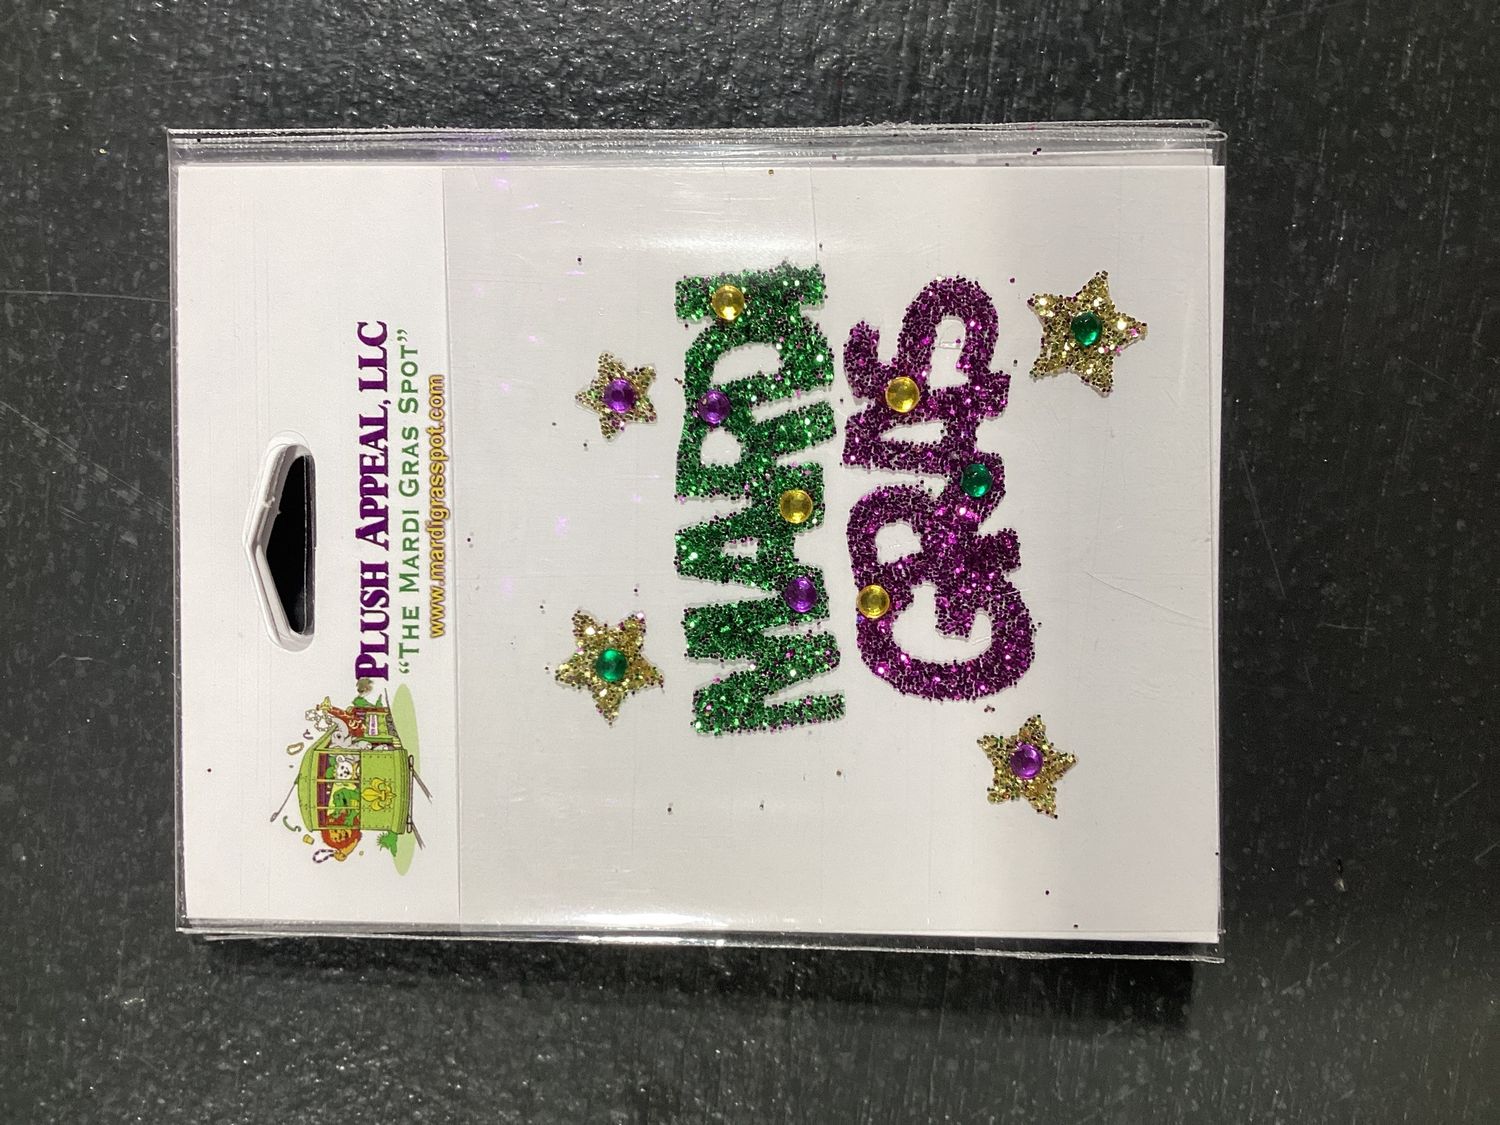 PLUSH APPEAL, LLC
“THE MARDI GRAS SPOT”
www.mardigrasspot.com
MARDI
GRAS